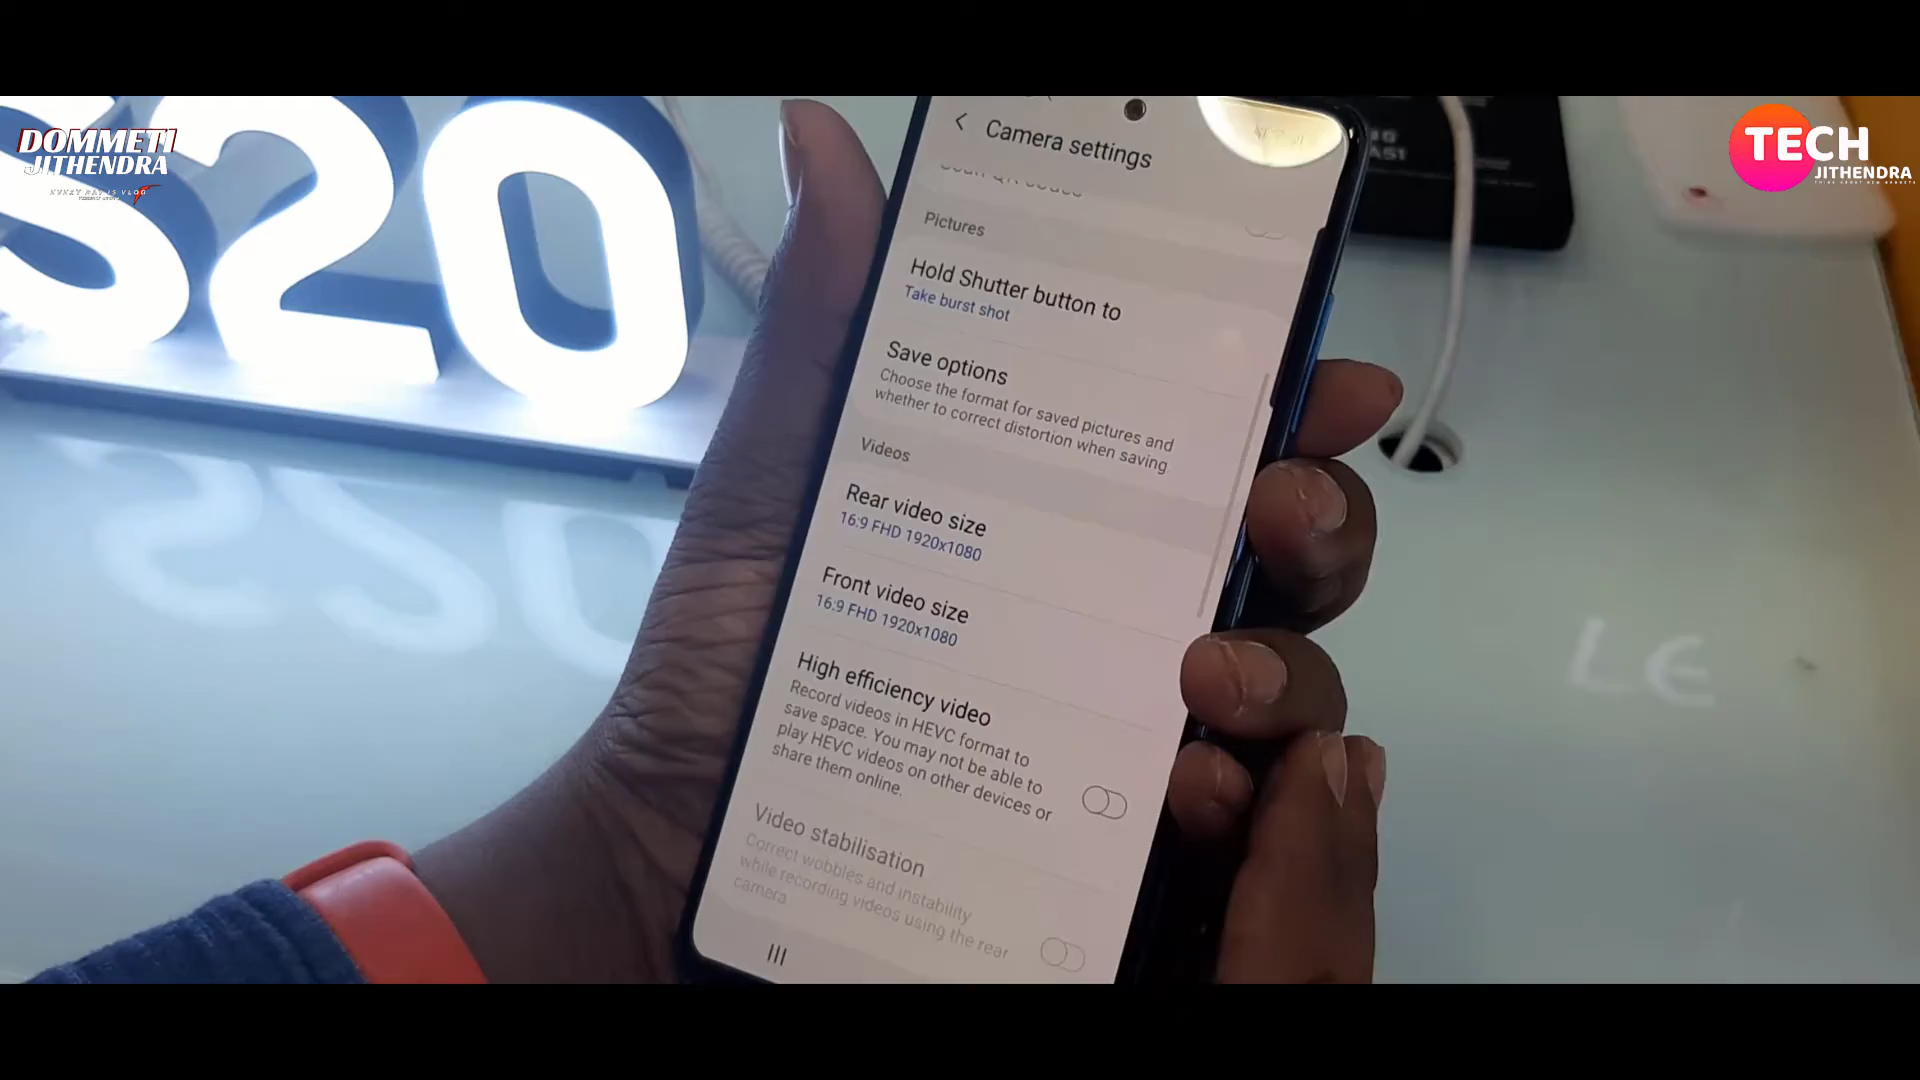 S20
DOMMETI
JITHENDRA
TECH
JITHENDRA
Camera settings
Pictures
Hold Shutter button to
Take burst shot
Save options
Choose the format for saved pictures and
whether to correct distortion when saving
Videos
Rear video size
16:9 FHD 1920x1080
Front video size
16:9 FHD 1920x1080
High efficiency video
Record videos in HEVC format to
save space. You may not be able to
play HEVC videos on other devices or
share them online.
Video stabilisation
Correct wobbles and instability
while recording videos using the rear
camera